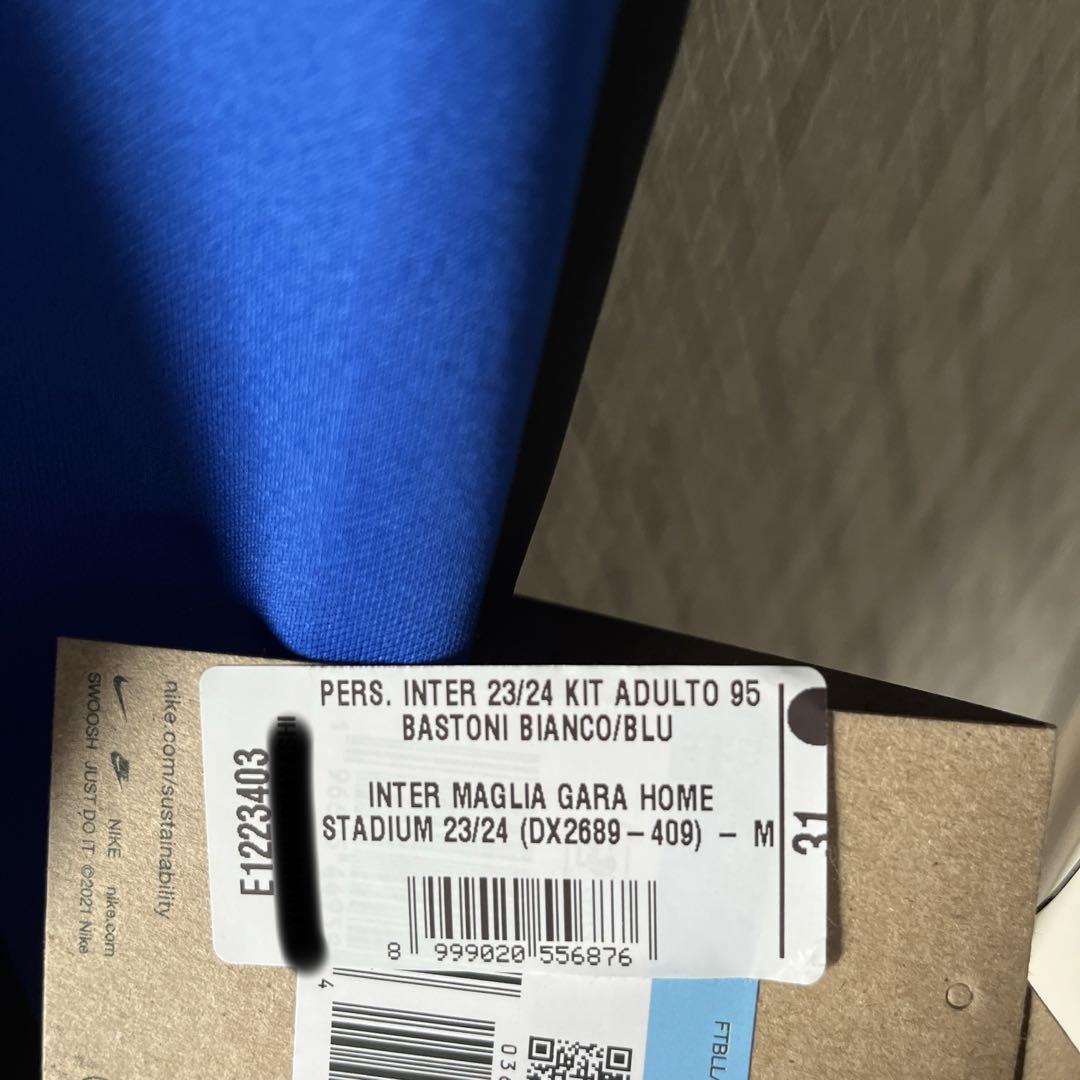 PERS. INTER 23/24 KIT ADULTO 95
BASTONI BIANCO/BLU
INTER MAGLIA GARA HOME
STADIUM 23/24 (DX2689-409) - M
8 999020 556876
E1223403
31
nike.com/sustainability
NIKE nike.com
SWOOSH JUST DO IT ©2021 Nike
4